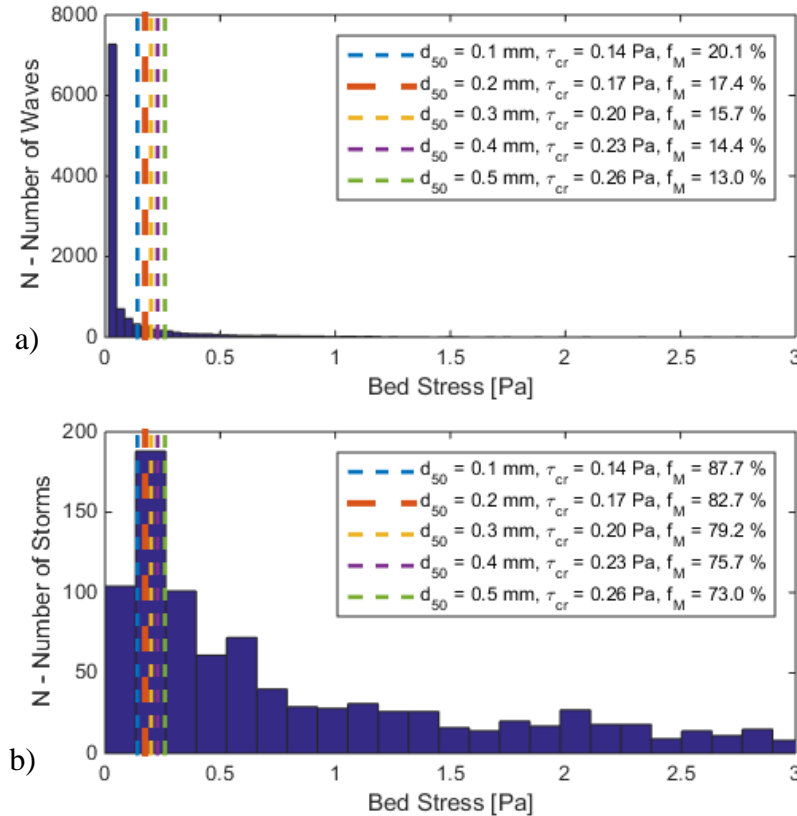 8000
6000
4000
2000
0
N - Number of Waves
d50 = 0.1 mm, τcr = 0.14 Pa, fM = 20.1 %
d50 = 0.2 mm, τcr = 0.17 Pa, fM = 17.4 %
d50 = 0.3 mm, τcr = 0.20 Pa, fM = 15.7 %
d50 = 0.4 mm, τcr = 0.23 Pa, fM = 14.4 %
d50 = 0.5 mm, τcr = 0.26 Pa, fM = 13.0 %
a)
0 0.5 1 1.5 2 2.5 3
Bed Stress [Pa]
200
150
100
50
0
N - Number of Storms
d50 = 0.1 mm, τcr = 0.14 Pa, fM = 87.7 %
d50 = 0.2 mm, τcr = 0.17 Pa, fM = 82.7 %
d50 = 0.3 mm, τcr = 0.20 Pa, fM = 79.2 %
d50 = 0.4 mm, τcr = 0.23 Pa, fM = 75.7 %
d50 = 0.5 mm, τcr = 0.26 Pa, fM = 73.0 %
b)
0 0.5 1 1.5 2 2.5 3
Bed Stress [Pa]